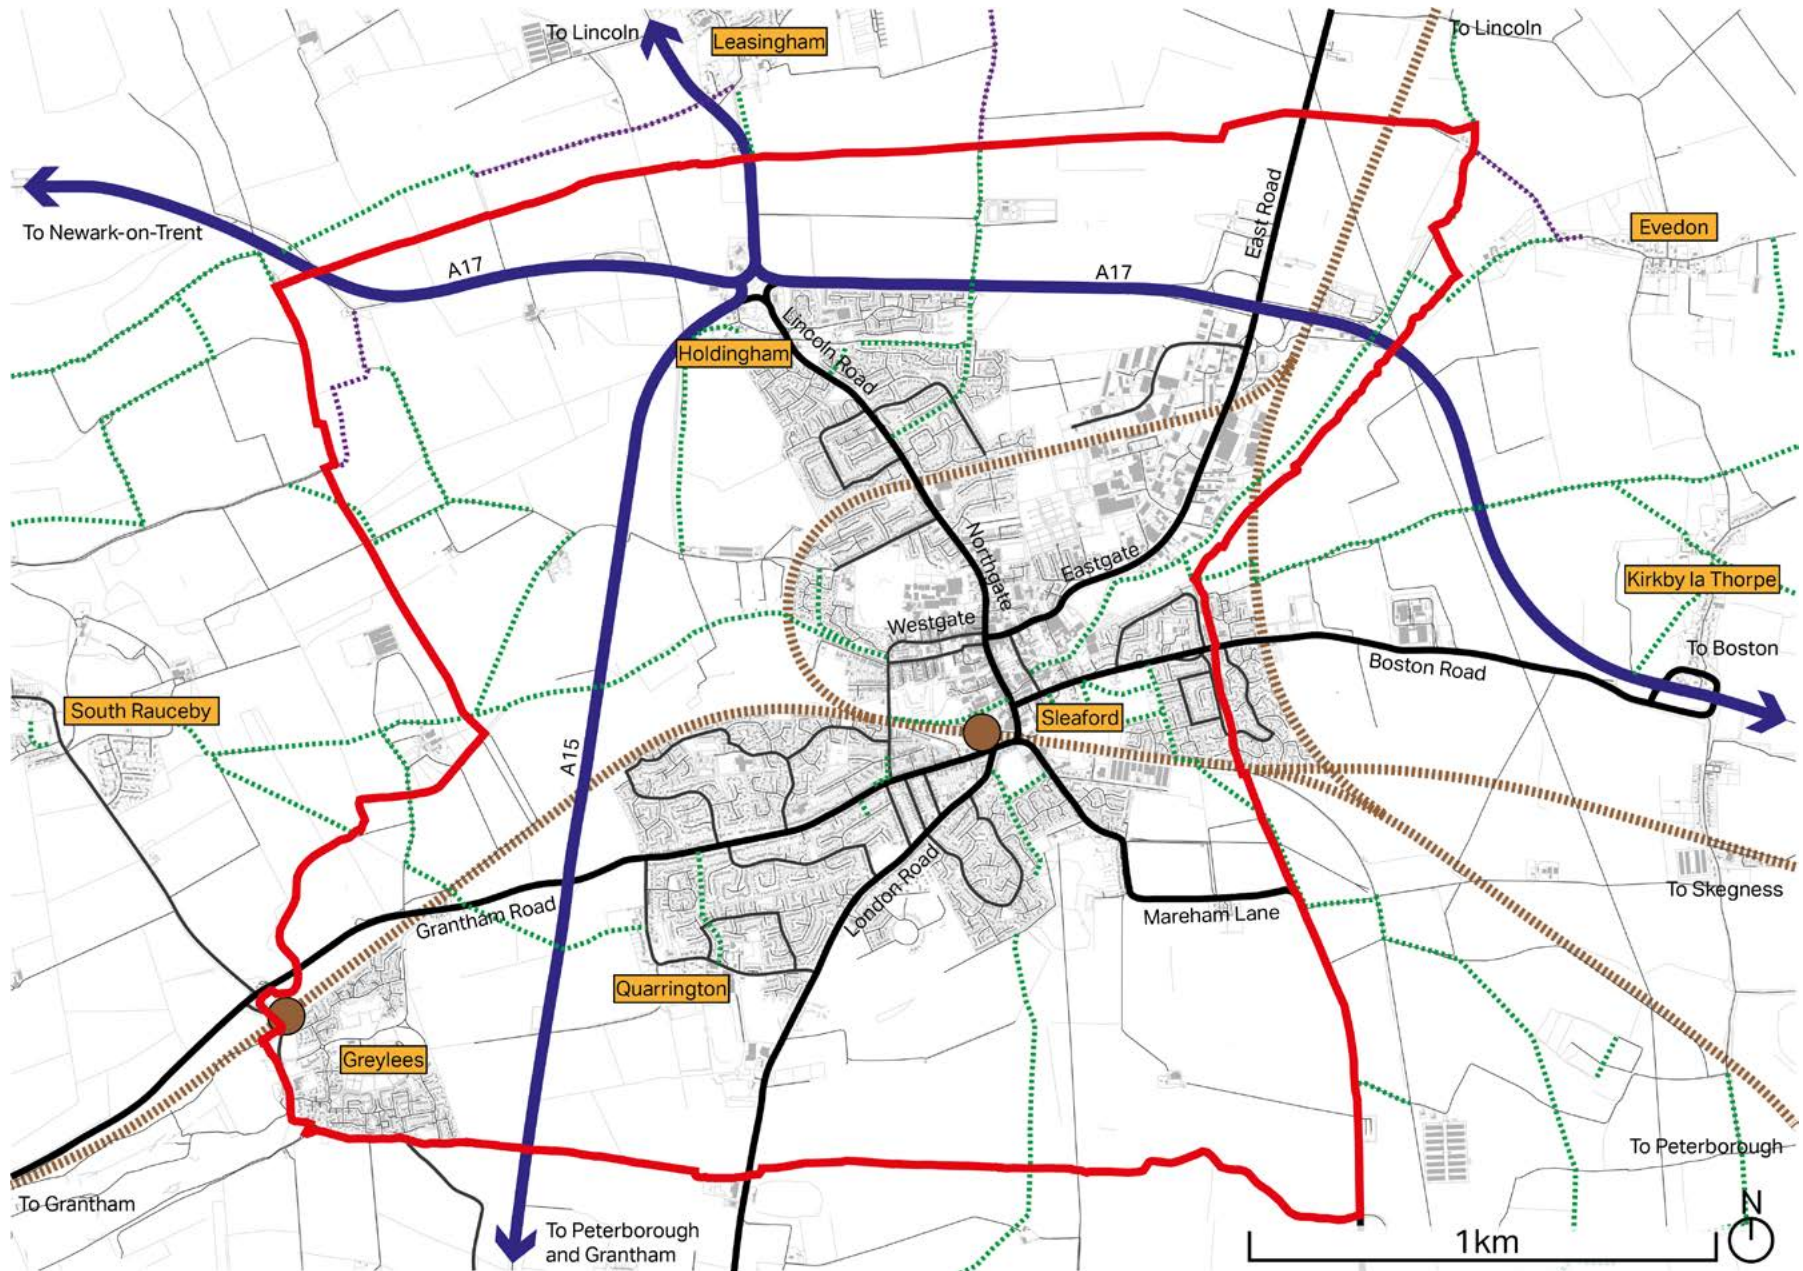 To Lincoln
Leasingham
To Lincoln
To Newark-on-Trent
A17
A17
East Road
Evedon
Holdingham
Lincoln Road
Northgate
Eastgate
Westgate
Kirkby la Thorpe
To Boston
Boston Road
South Rauceby
Sleaford
A15
To Skegness
London Road
Mareham Lane
Grantham Road
Quarrington
Greylees
To Peterborough
To Grantham
To Peterborough
and Grantham
N
1km